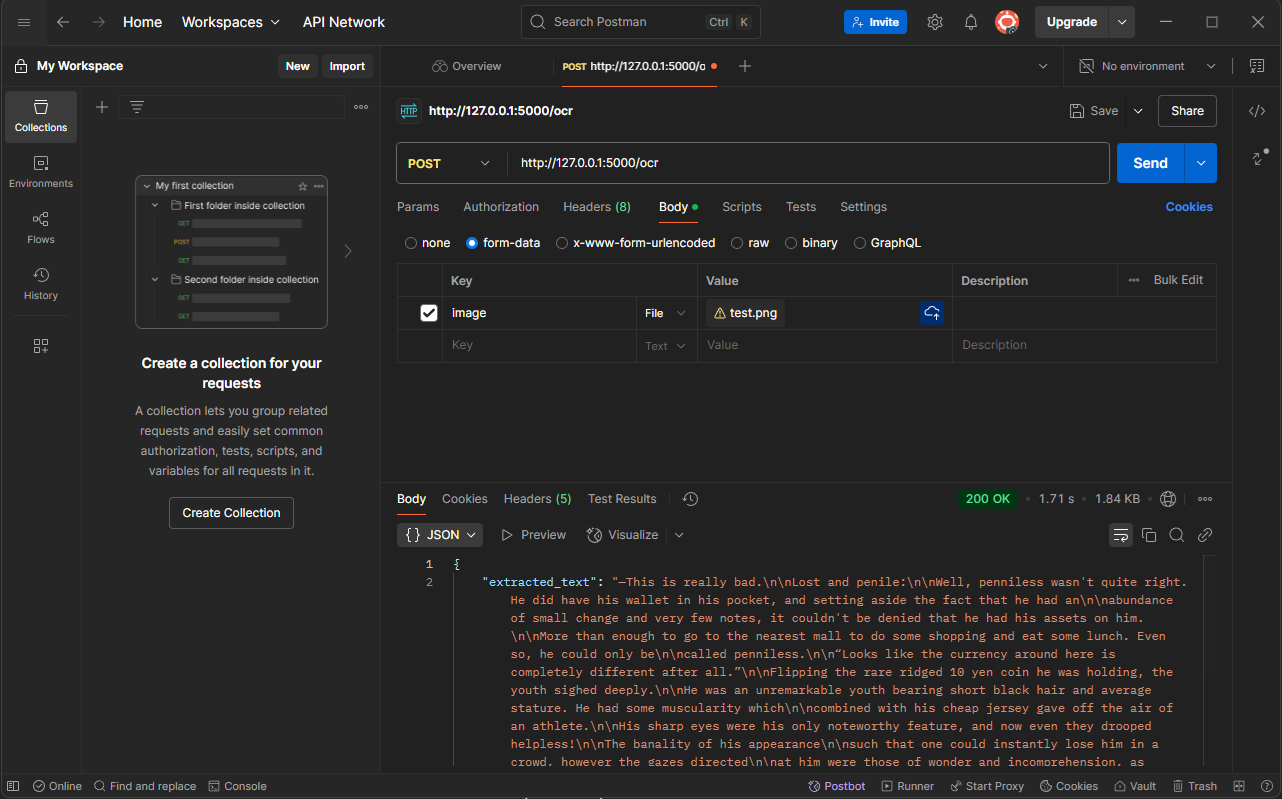 Home
Workspaces
API Network
Search Postman
Ctrl
K
Invite
Upgrade
My Workspace
New
Import
Overview
POST http://127.0.0.1:5000/o
No environment
Collections
Environments
Flows
History
My first collection
First folder inside collection
GET
POST
GET
Second folder inside collection
GET
GET
Create a collection for your
requests
A collection lets you group related
requests and easily set common
authorization, tests, scripts, and
variables for all requests in it.
Create Collection
HTTP
http://127.0.0.1:5000/ocr
Save
Share
POST
http://127.0.0.1:5000/ocr
Send
Params
Authorization
Headers (8)
Body
Scripts
Tests
Settings
Cookies
none
form-data
x-www-form-urlencoded
raw
binary
GraphQL
Key
Value
Description
Bulk Edit
image
File
test.png
Key
Text
Value
Description
Body
Cookies
Headers (5)
Test Results
200 OK
1.71 s
1.84 KB
{} JSON
Preview
Visualize
1 {
2 "extracted_text": "—This is really bad.\n\nLost and penile:\n\nWell, penniless wasn't quite right.
He did have his wallet in his pocket, and setting aside the fact that he had an\n\nabundance
of small change and very few notes, it couldn't be denied that he had his assets on him.
\n\nMore than enough to go to the nearest mall to do some shopping and eat some lunch. Even
so, he could only be\n\ncalled penniless.\n\n“Looks like the currency around here is
completely different after all.”\n\nFlipping the rare ridged 10 yen coin he was holding, the
youth sighed deeply.\n\nHe was an unremarkable youth bearing short black hair and average
stature. He had some muscularity which\n\ncombined with his cheap jersey gave off the air of
an athlete.\n\nHis sharp eyes were his only noteworthy feature, and now even they drooped
helpless!\n\nThe banality of his appearance\n\nsuch that one could instantly lose him in a
crowd, however the gazes directed\n\nat him were those of wonder and incomprehension, as
Online
Find and replace
Console
Postbot
Runner
Start Proxy
Cookies
Vault
Trash